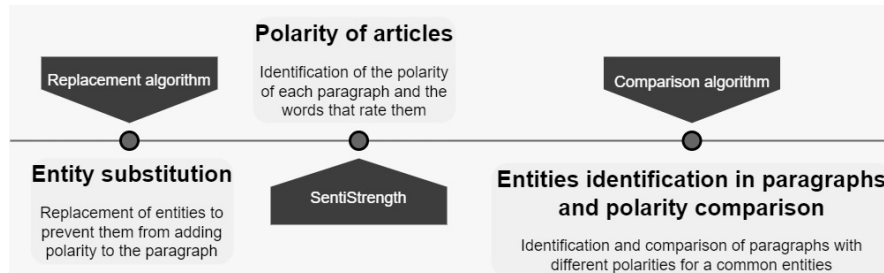 Replacement algorithm
Entity substitution
Replacement of entities to
prevent them from adding
polarity to the paragraph
Polarity of articles
Identification of the polarity
of each paragraph and the
words that rate them
SentiStrength
Comparison algorithm
Entities identification in paragraphs
and polarity comparison
Identification and comparison of paragraphs with
different polarities for a common entities